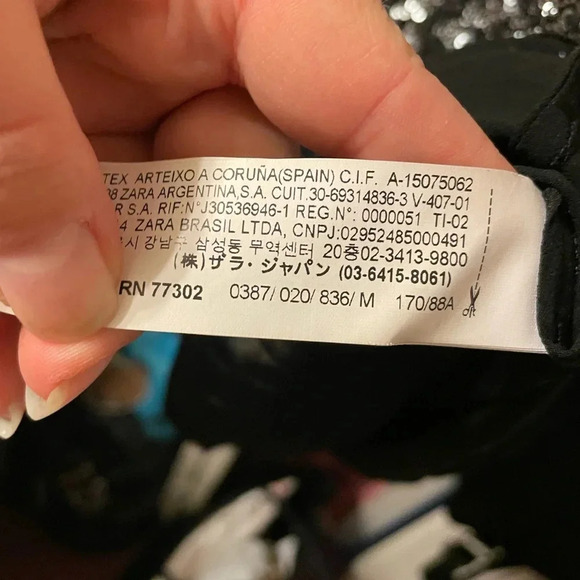 TEX ARTEIXO A CORUÑA(SPAIN) C.I.F. A-15075062
98 ZARA ARGENTINA,S.A. CUIT.30-69314836-3 V-407-01
R S.A. RIF:N°J30536946-1 REG.N°: 0000051 TI-02
4 ZARA BRASIL LTDA, CNPJ:02952485000491
시 강남구 삼성동 무역센터 20층02-3413-9800
(株)ザラ・ジャパン (03-6415-8061)
RN 77302 0387/ 020/ 836/ M 170/88A